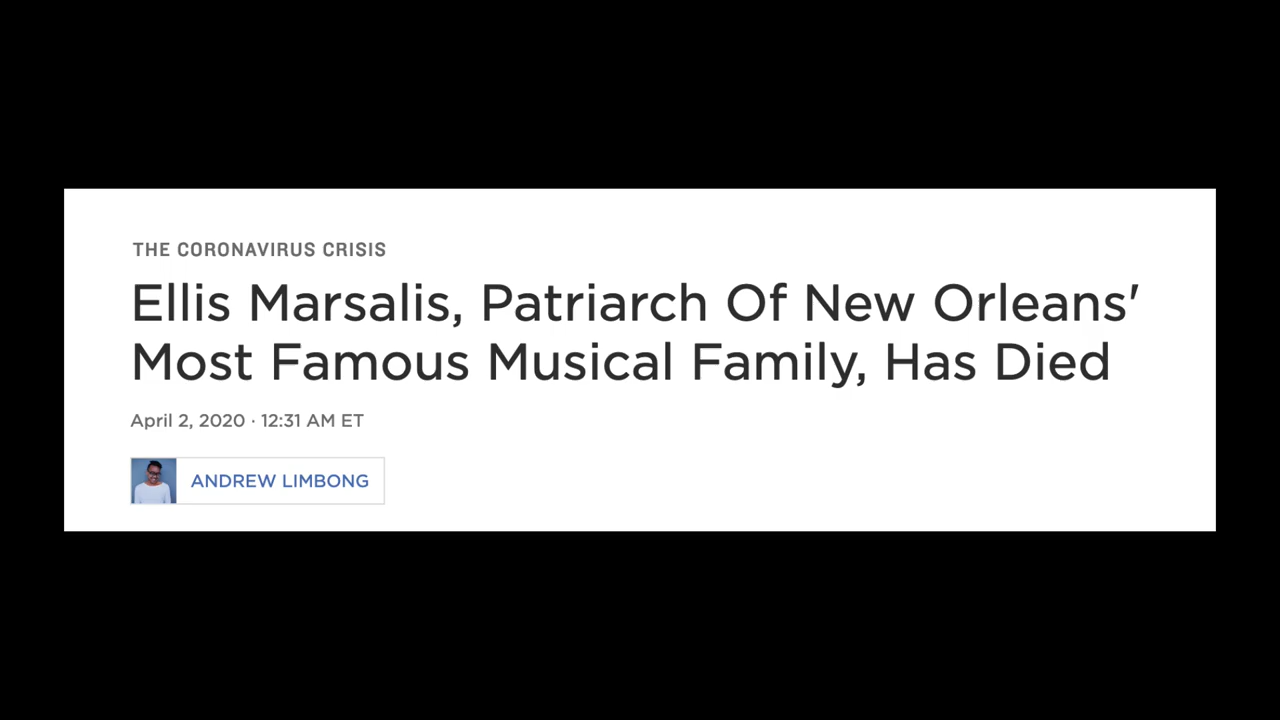 THE CORONAVIRUS CRISIS
Ellis Marsalis, Patriarch Of New Orleans'
Most Famous Musical Family, Has Died
April 2, 2020 · 12:31 AM ET
ANDREW LIMBONG